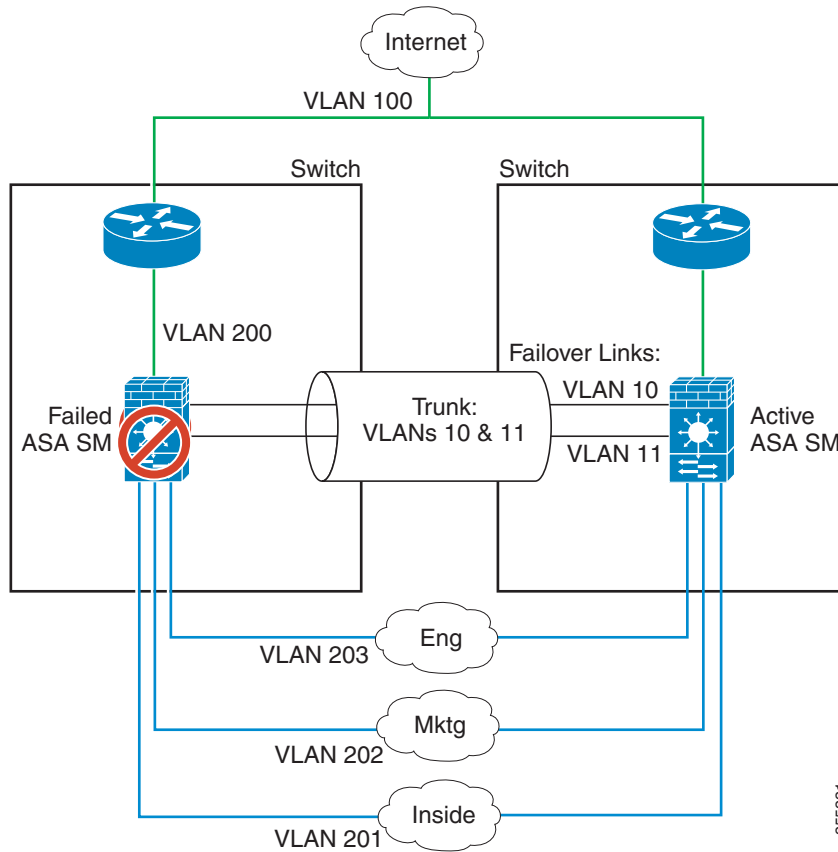 Internet
VLAN 100
Switch
Switch
VLAN 200
Failover Links:
VLAN 10
Failed
ASA SM
Trunk:
VLANs 10 & 11
Active
ASA SM
VLAN 11
Eng
VLAN 203
Mktg
VLAN 202
Inside
VLAN 201